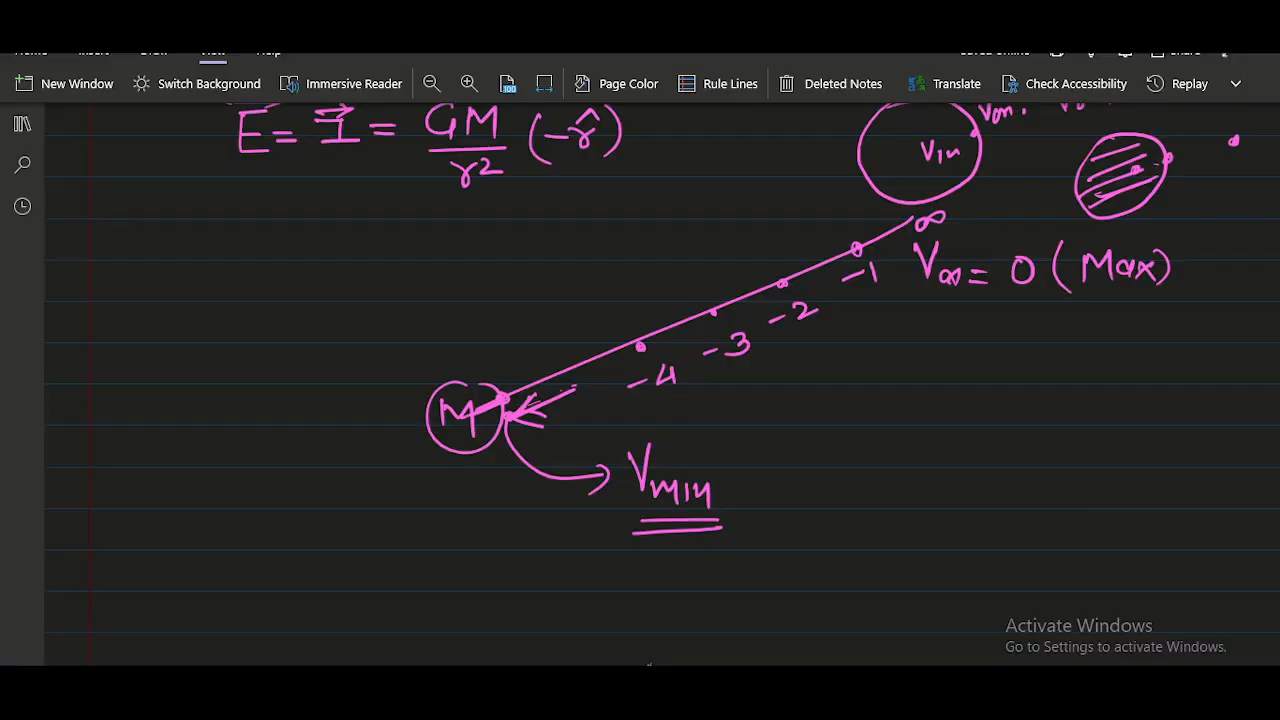 New Window Switch Background Immersive Reader Page Color Rule Lines Deleted Notes Translate Check Accessibility Replay
E = I = GM/r² (-r̂)
Vin
∞
V∞ = 0 (Max)
-1
-2
-3
-4
M
Vmin
Activate Windows
Go to Settings to activate Windows.